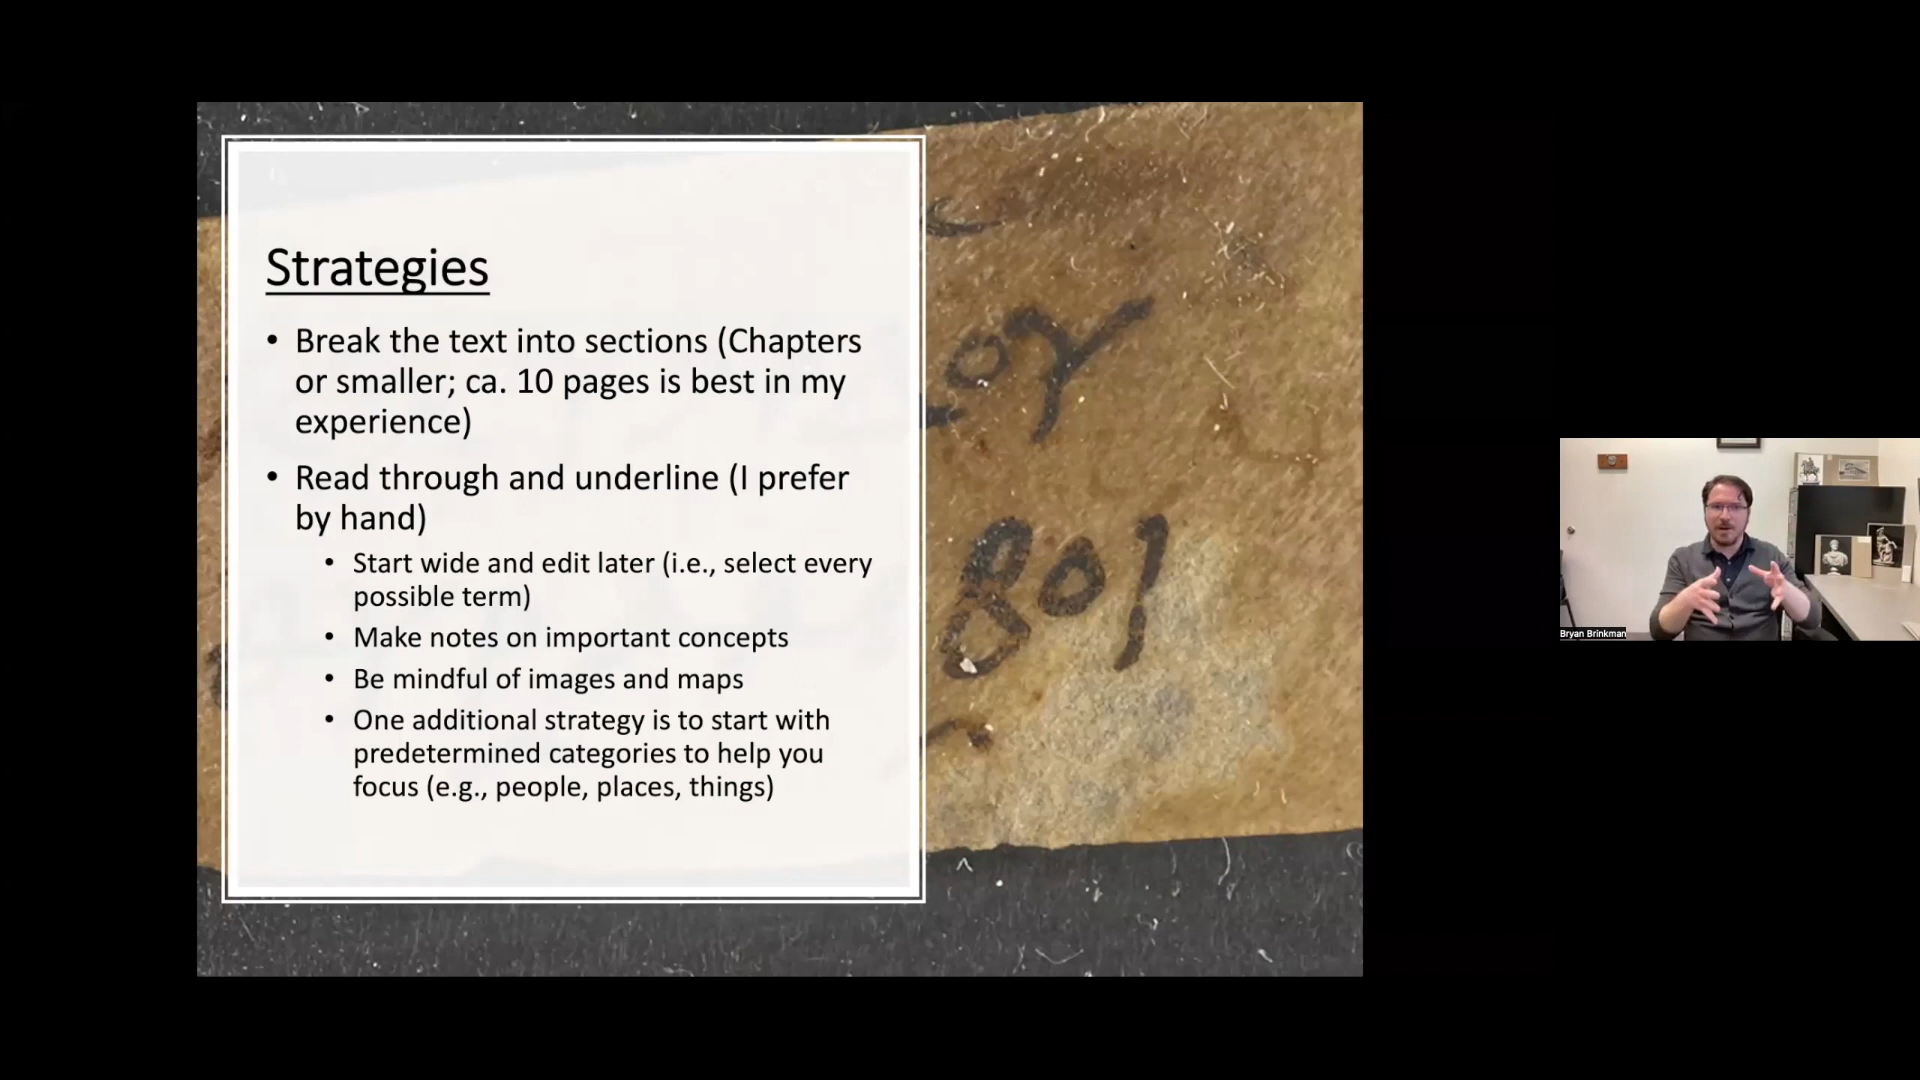 Strategies
• Break the text into sections (Chapters
or smaller; ca. 10 pages is best in my
experience)
• Read through and underline (I prefer
by hand)
• Start wide and edit later (i.e., select every
possible term)
• Make notes on important concepts
• Be mindful of images and maps
• One additional strategy is to start with
predetermined categories to help you
focus (e.g., people, places, things)
801
Bryan Brinkman